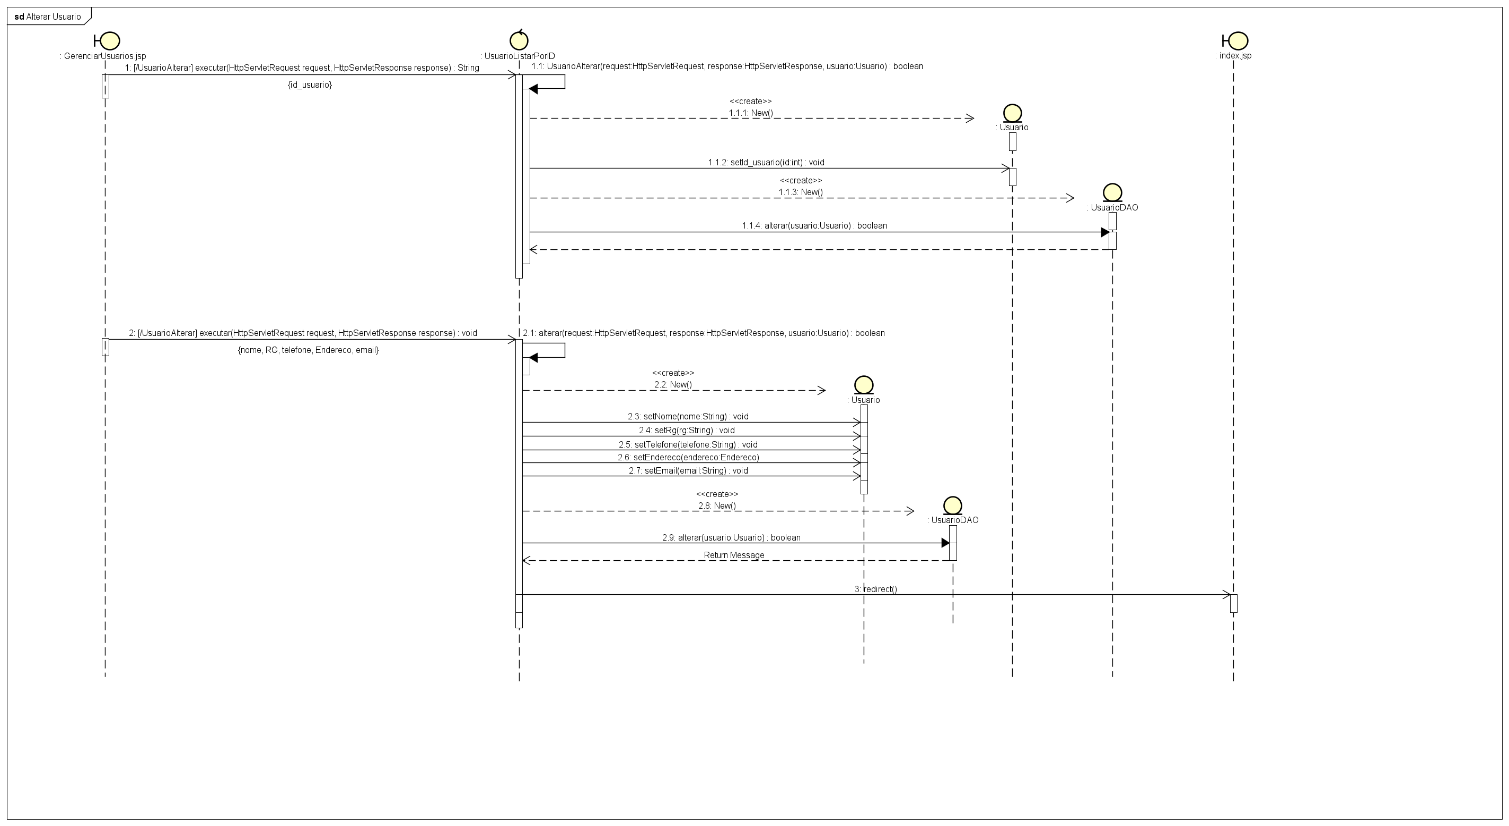 sd Alterar Usuario
: GerenciarUsuarios.jsp
: UsuarioListarPorID
index.jsp
1: [/UsuarioAlterar] executar(HttpServletRequest request, HttpServletResponse response) : String
{id_usuario}
1.1: UsuarioAlterar(request:HttpServletRequest, response:HttpServletResponse, usuario:Usuario) : boolean
<<create>>
1.1.1: New()
: Usuario
1.1.2: setId_usuario(id:int) : void
<<create>>
1.1.3: New()
: UsuarioDAO
1.1.4: alterar(usuario:Usuario) : boolean
2: [/UsuarioAlterar] executar(HttpServletRequest request, HttpServletResponse response) : void
{nome, RG, telefone, Endereco, email}
2.1: alterar(request:HttpServletRequest, response:HttpServletResponse, usuario:Usuario) : boolean
<<create>>
2.2: New()
: Usuario
2.3: setNome(nome:String) : void
2.4: setRg(rg:String) : void
2.5: setTelefone(telefone:String) : void
2.6: setEndereco(endereco:Endereco)
2.7: setEmail(email:String) : void
<<create>>
2.8: New()
: UsuarioDAO
2.9: alterar(usuario:Usuario) : boolean
Return Message
3: redirect()